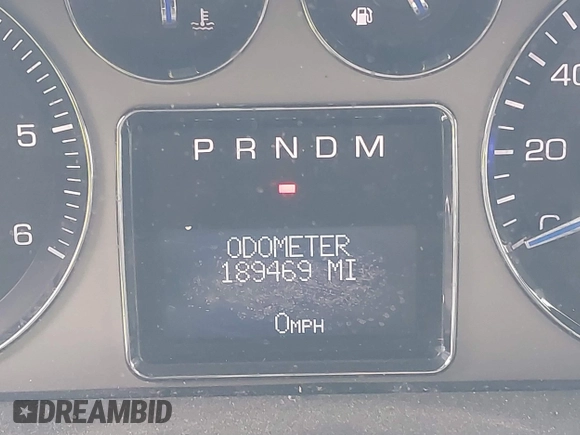 40
5
P R N D M
20
6
ODOMETER
189469 MI
0MPH
DREAMBID